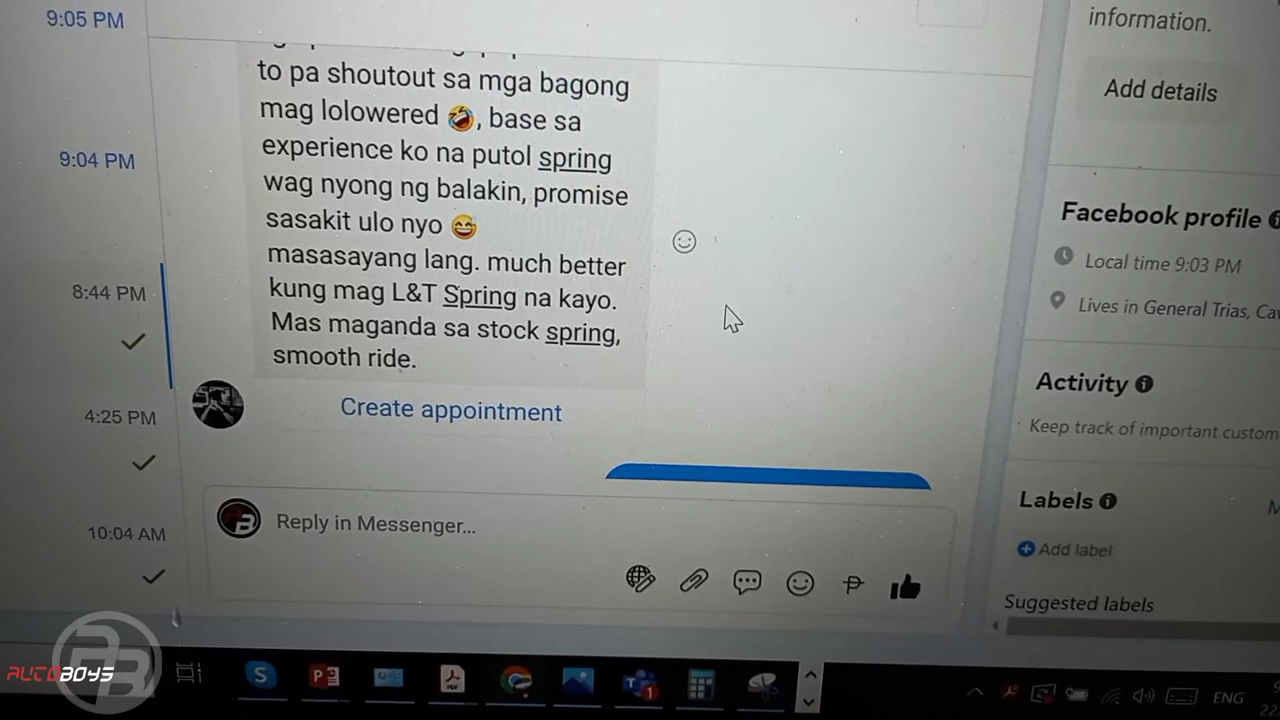 9:05 PM
9:04 PM
8:44 PM
4:25 PM
10:04 AM
to pa shoutout sa mga bagong
mag lolowered 🤣, base sa
experience ko na putol spring
wag nyong ng balakin, promise
sasakit ulo nyo 😅
masasayang lang. much better
kung mag L&T Spring na kayo.
Mas maganda sa stock spring,
smooth ride.
Create appointment
Reply in Messenger...
information.
Add details
Facebook profile
Local time 9:03 PM
Lives in General Trias,
Activity
Keep track of important
Labels
Add label
Suggested labels
AUTOBOYS
ENG